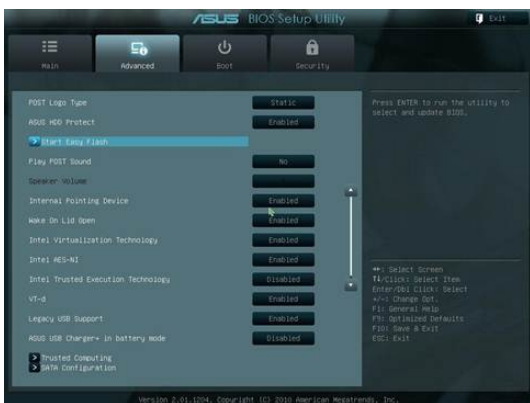 ASUS BIOS Setup Utility
Exit
Main
Advanced
Boot
Security
POST Logo Type
Static
ASUS HDD Protect
Enabled
Start Easy Flash
Play POST Sound
No
Speaker Volume
Internal Pointing Device
Enabled
Wake On Lid Open
Enabled
Intel Virtualization Technology
Enabled
Intel AES-NI
Enabled
Intel Trusted Execution Technology
Disabled
VT-d
Enabled
Legacy USB Support
Enabled
ASUS USB Charger+ in battery mode
Disabled
Trusted Computing
SATA Configuration
Press ENTER to run the utility to
select and update BIOS.
↔: Select Screen
↑↓/Click: Select Item
Enter/Dbl Click: Select
+/-: Change Opt.
F1: General Help
F9: Optimized Defaults
F10: Save & Exit
ESC: Exit
Version 2.01.1204. Copyright (C) 2010 American Megatrends, Inc.